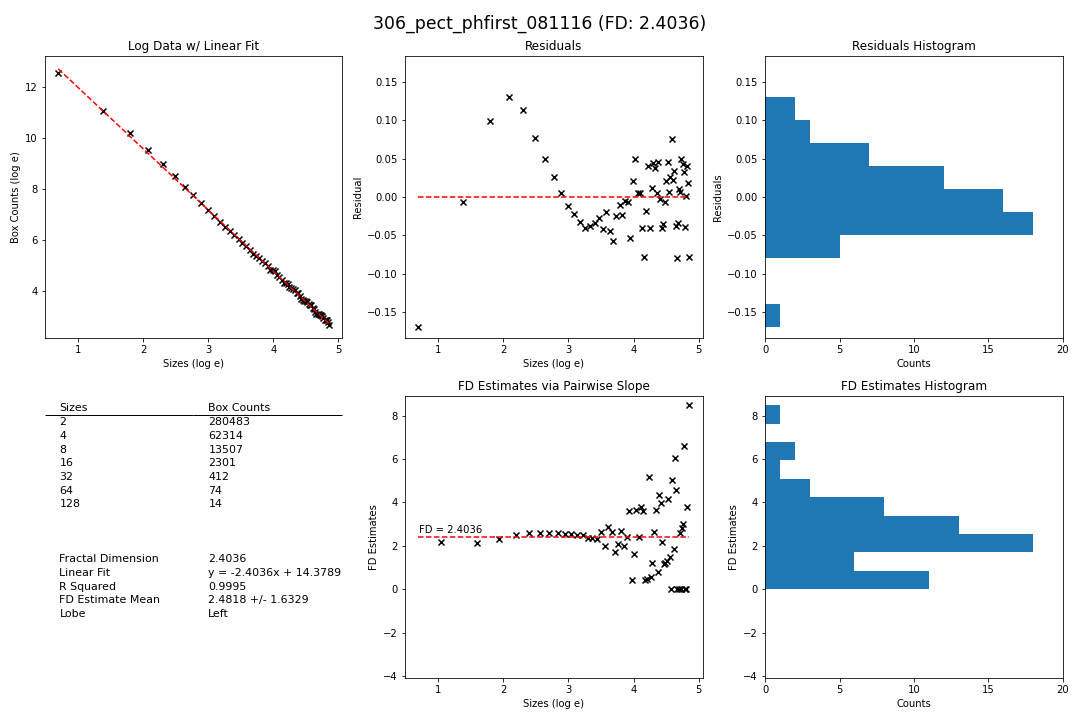 306_pect_phfirst_081116 (FD: 2.4036)
Log Data w/ Linear Fit
12
10
8
6
4
Box Counts (log e)
1 2 3 4 5
Sizes (log e)
Residuals
0.15
0.10
0.05
0.00
−0.05
−0.10
−0.15
Residual
1 2 3 4 5
Sizes (log e)
Residuals Histogram
0.15
0.10
0.05
0.00
−0.05
−0.10
−0.15
Residuals
0 5 10 15 20
Counts
Sizes Box Counts
2 280483
4 62314
8 13507
16 2301
32 412
64 74
128 14
Fractal Dimension 2.4036
Linear Fit y = -2.4036x + 14.3789
R Squared 0.9995
FD Estimate Mean 2.4818 +/- 1.6329
Lobe Left
FD Estimates via Pairwise Slope
8
6
4
2
0
−2
−4
FD Estimates
FD = 2.4036
1 2 3 4 5
Sizes (log e)
FD Estimates Histogram
8
6
4
2
0
−2
−4
FD Estimates
0 5 10 15 20
Counts